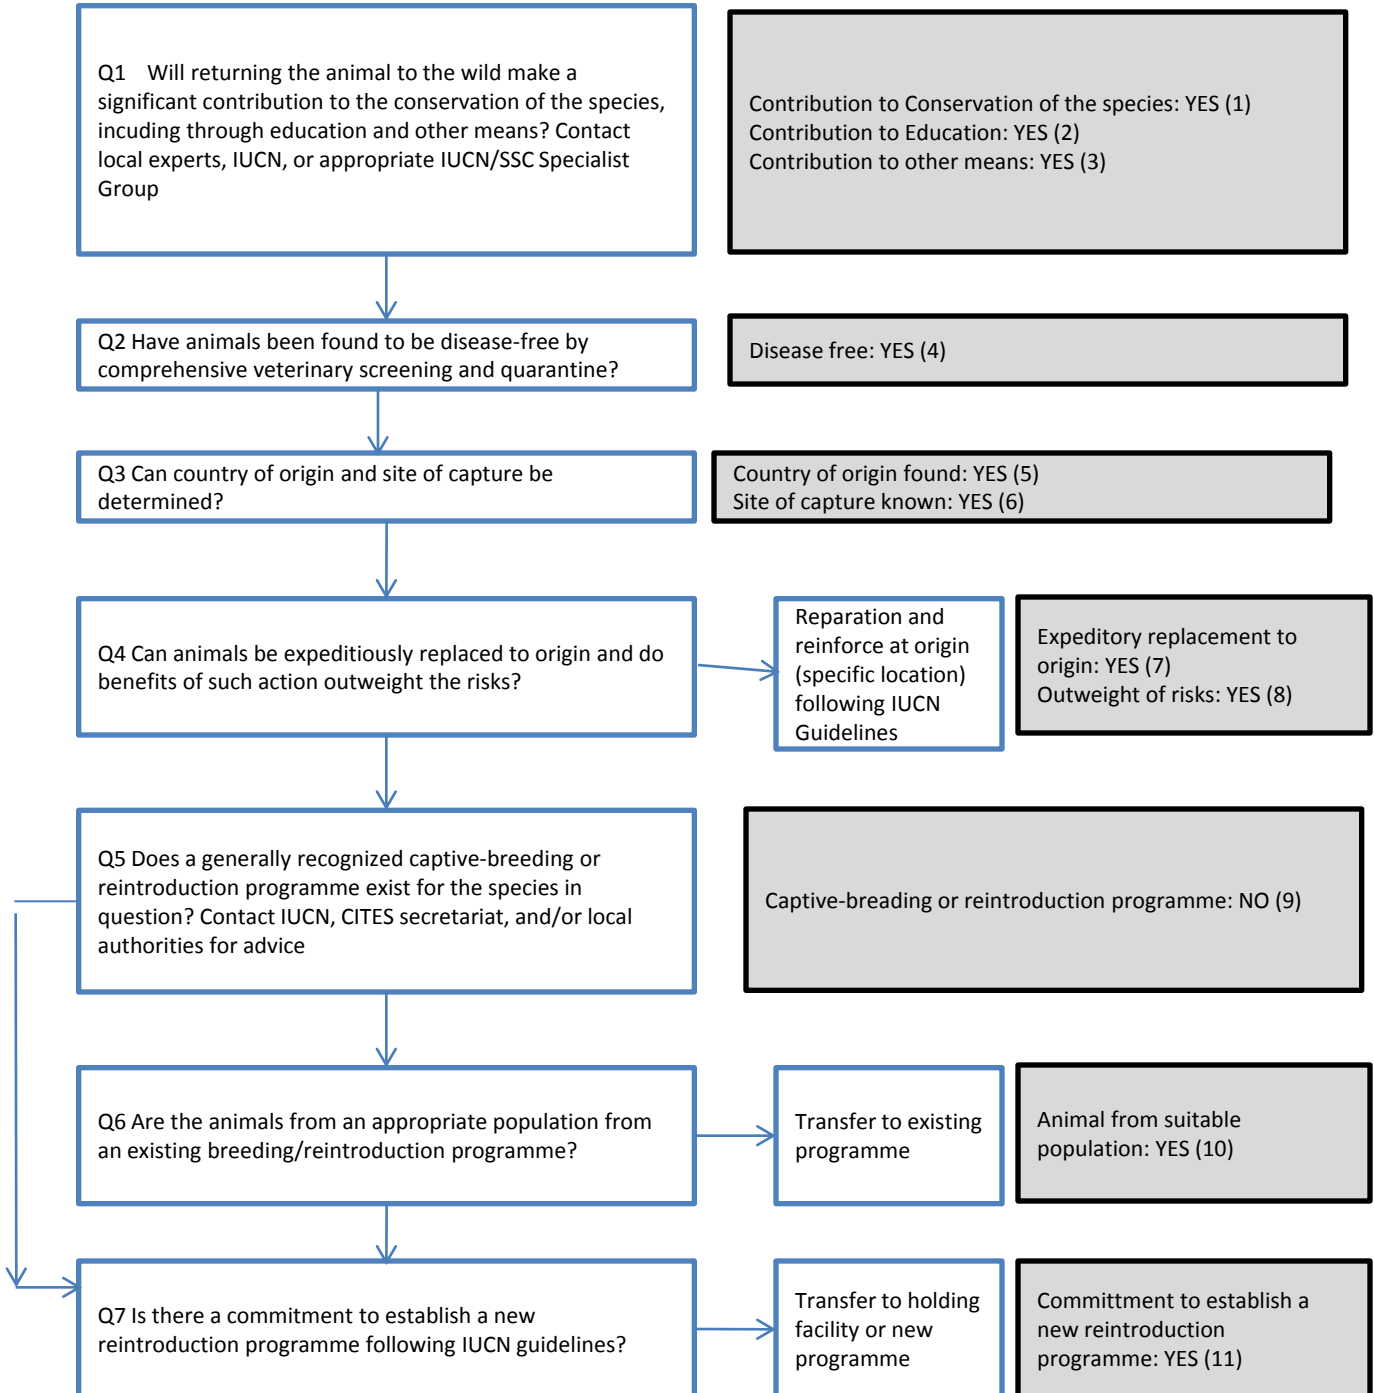 Q1 Will returning the animal to the wild make a
significant contribution to the conservation of the species,
incuding through education and other means? Contact
local experts, IUCN, or appropriate IUCN/SSC Specialist
Group
Contribution to Conservation of the species: YES (1)
Contribution to Education: YES (2)
Contribution to other means: YES (3)
Q2 Have animals been found to be disease-free by
comprehensive veterinary screening and quarantine?
Disease free: YES (4)
Q3 Can country of origin and site of capture be
determined?
Country of origin found: YES (5)
Site of capture known: YES (6)
Q4 Can animals be expeditiously replaced to origin and do
benefits of such action outweight the risks?
Reparation and
reinforce at origin
(specific location)
following IUCN
Guidelines
Expeditory replacement to
origin: YES (7)
Outweight of risks: YES (8)
Q5 Does a generally recognized captive-breeding or
reintroduction programme exist for the species in
question? Contact IUCN, CITES secretariat, and/or local
authorities for advice
Captive-breading or reintroduction programme: NO (9)
Q6 Are the animals from an appropriate population from
an existing breeding/reintroduction programme?
Transfer to existing
programme
Animal from suitable
population: YES (10)
Q7 Is there a commitment to establish a new
reintroduction programme following IUCN guidelines?
Transfer to holding
facility or new
programme
Committment to establish a
new reintroduction
programme: YES (11)